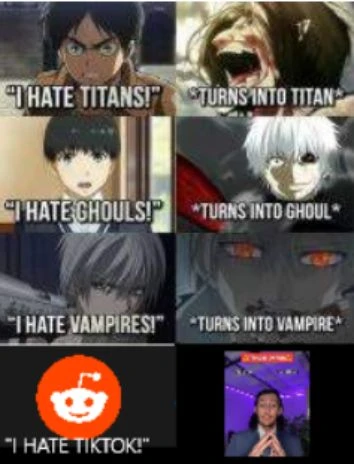 "I HATE TITANS!"
*TURNS INTO TITAN*
"I HATE GHOULS!"
*TURNS INTO GHOUL*
"I HATE VAMPIRES!"
*TURNS INTO VAMPIRE*
"I HATE TIKTOK!"